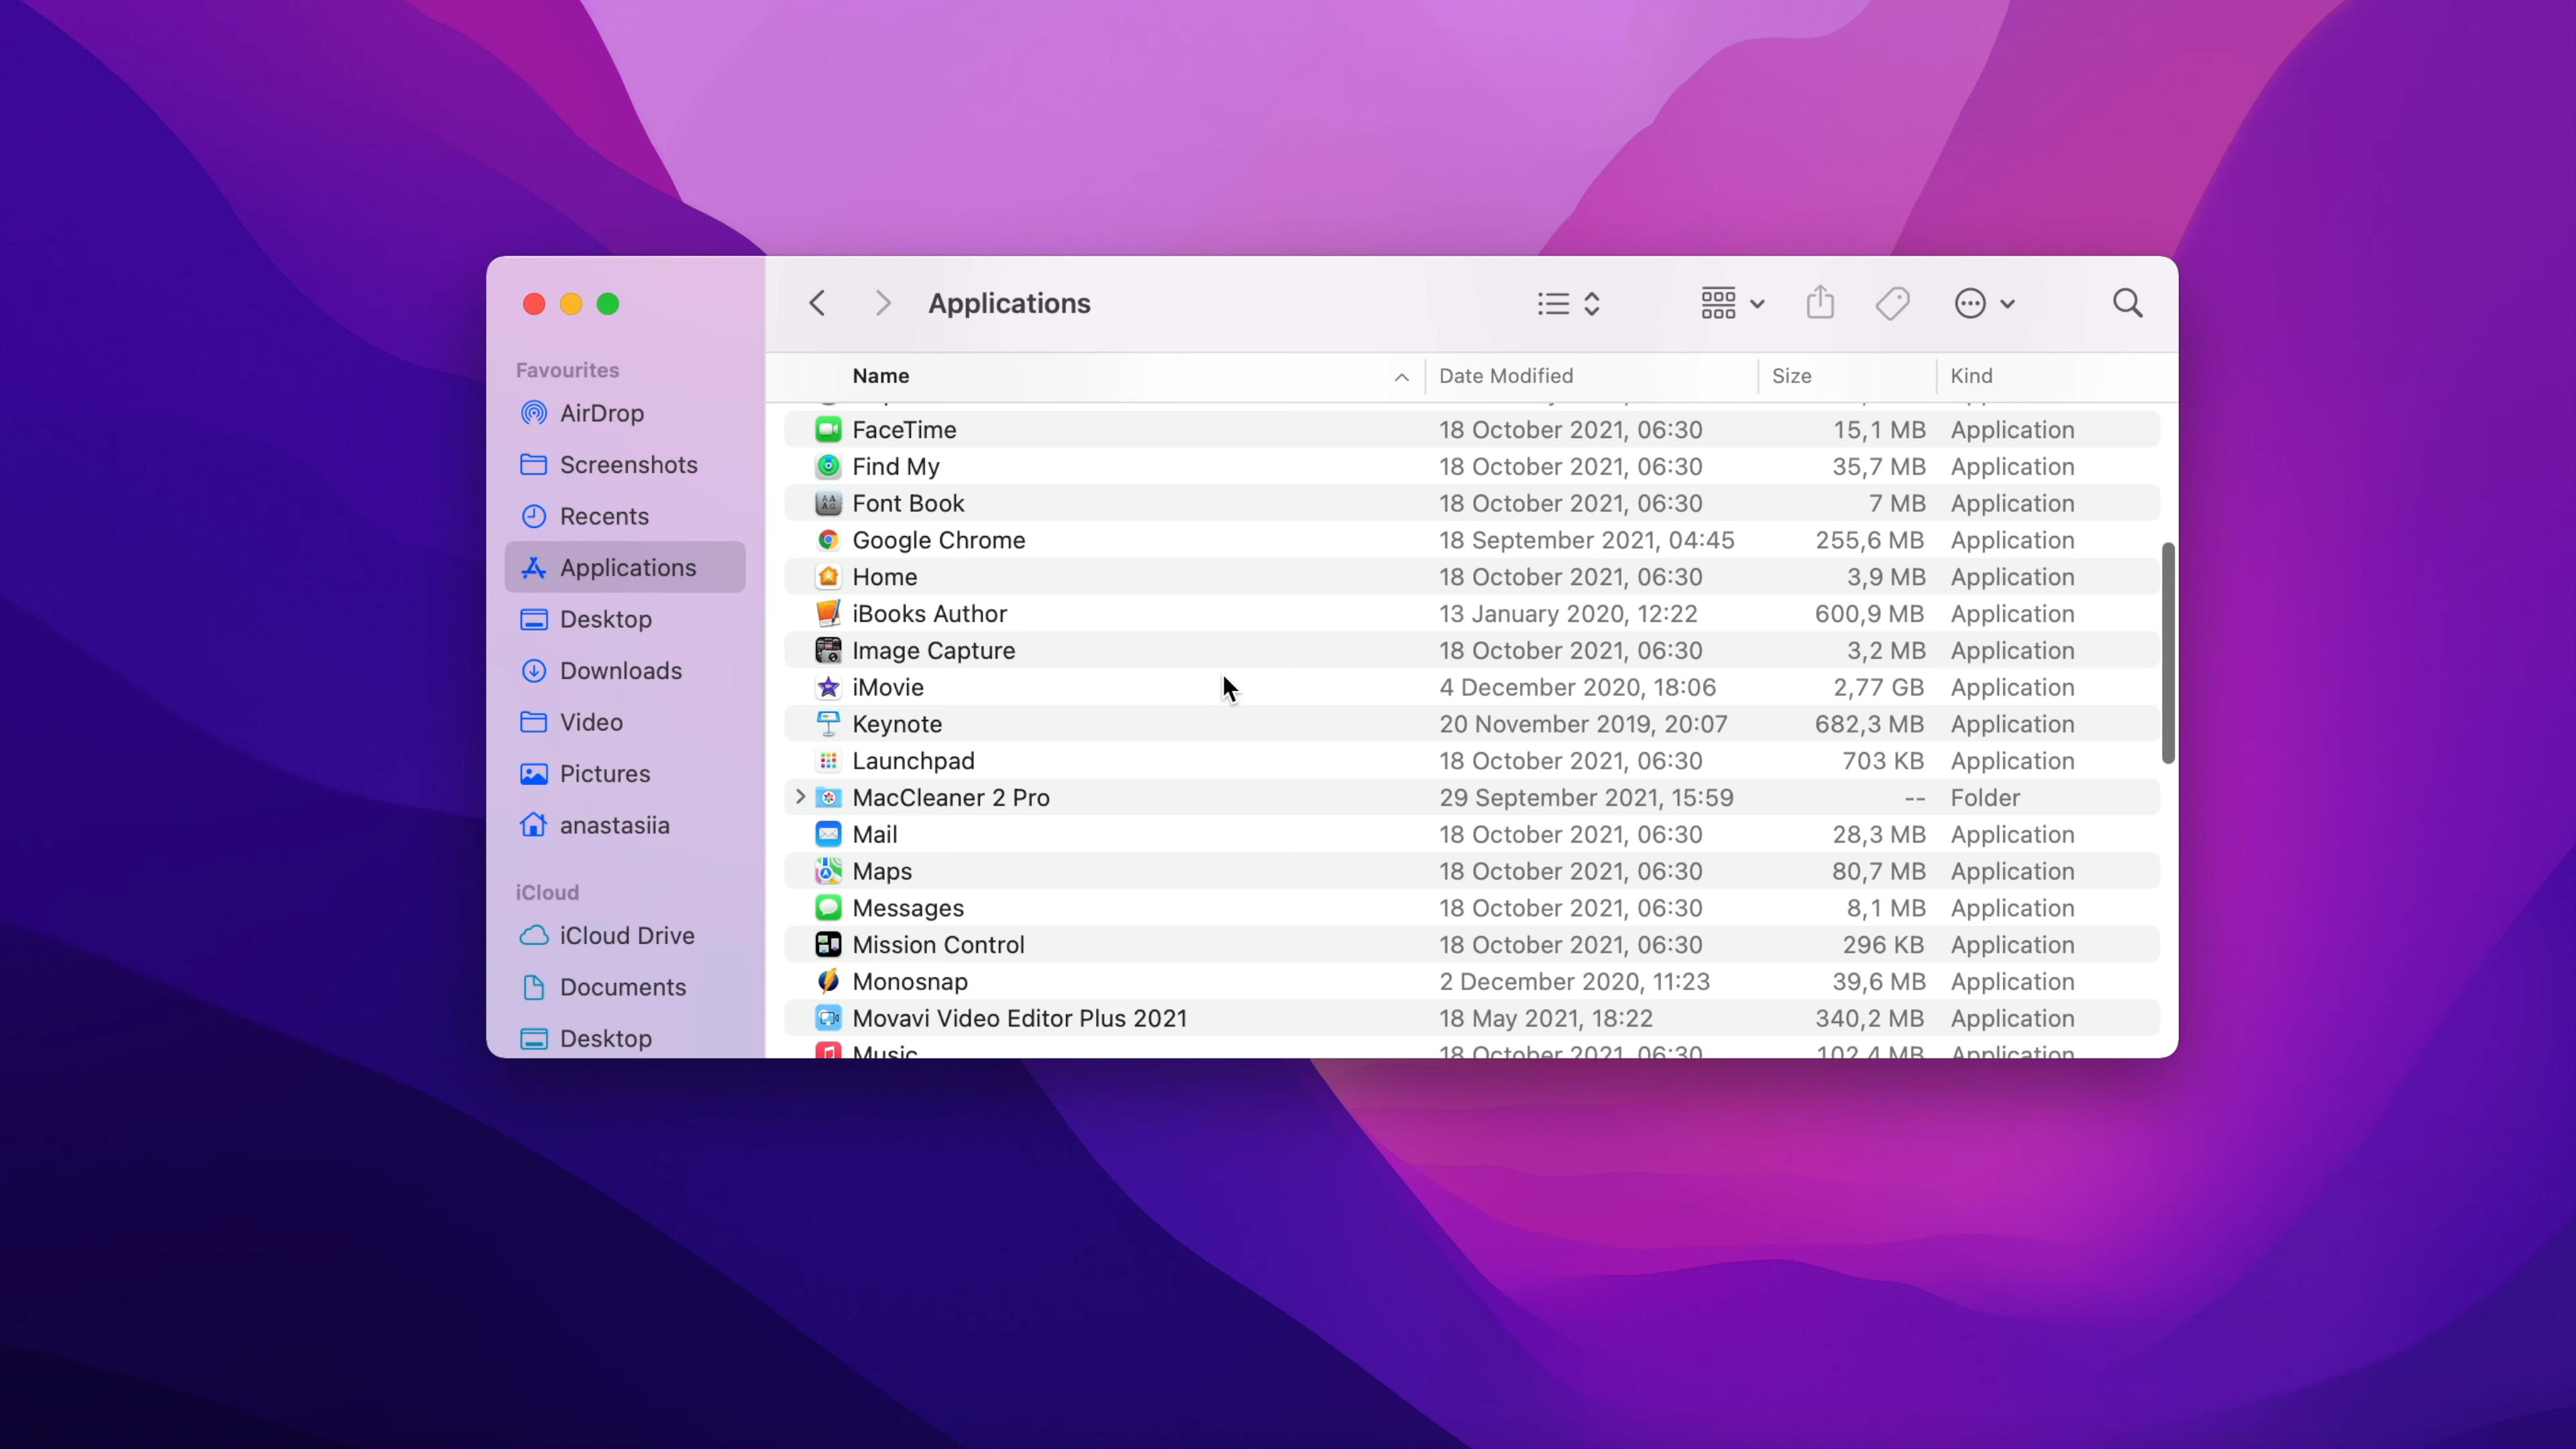 Applications
Favourites
AirDrop
Screenshots
Recents
Applications
Desktop
Downloads
Video
Pictures
anastasiia
iCloud
iCloud Drive
Documents
Desktop
Name Date Modified Size Kind
FaceTime 18 October 2021, 06:30 15,1 MB Application
Find My 18 October 2021, 06:30 35,7 MB Application
Font Book 18 October 2021, 06:30 7 MB Application
Google Chrome 18 September 2021, 04:45 255,6 MB Application
Home 18 October 2021, 06:30 3,9 MB Application
iBooks Author 13 January 2020, 12:22 600,9 MB Application
Image Capture 18 October 2021, 06:30 3,2 MB Application
iMovie 4 December 2020, 18:06 2,77 GB Application
Keynote 20 November 2019, 20:07 682,3 MB Application
Launchpad 18 October 2021, 06:30 703 KB Application
MacCleaner 2 Pro 29 September 2021, 15:59 -- Folder
Mail 18 October 2021, 06:30 28,3 MB Application
Maps 18 October 2021, 06:30 80,7 MB Application
Messages 18 October 2021, 06:30 8,1 MB Application
Mission Control 18 October 2021, 06:30 296 KB Application
Monosnap 2 December 2020, 11:23 39,6 MB Application
Movavi Video Editor Plus 2021 18 May 2021, 18:22 340,2 MB Application
Music 18 October 2021, 06:30 102,4 MB Application